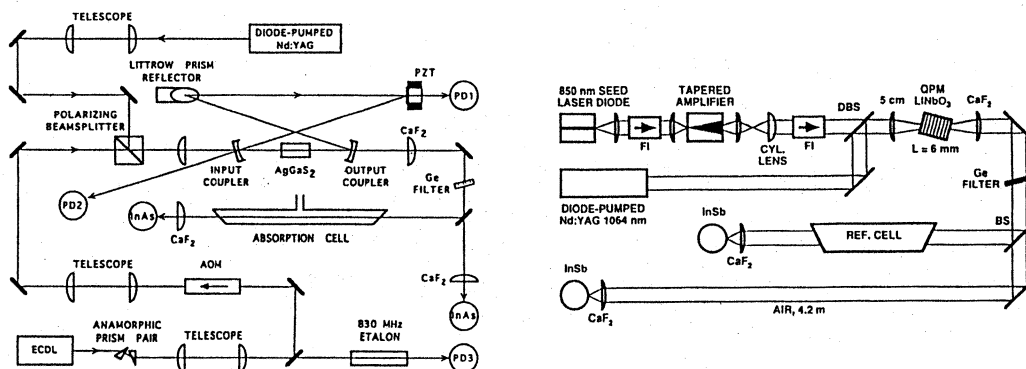 TELESCOPE
DIODE-PUMPED
Nd:YAG
LITTROW PRISM
REFLECTOR
PZT
PD1
POLARIZING
BEAMSPLITTER
CaF2
INPUT
COUPLER
AgGaS2
OUTPUT
COUPLER
Ge
FILTER
PD2
InAs
CaF2
ABSORPTION CELL
TELESCOPE
AOM
CaF2
InAs
ANAMORPHIC
PRISM PAIR
TELESCOPE
830 MHz
ETALON
ECDL
PD3
850 nm SEED
LASER DIODE
TAPERED
AMPLIFIER
DBS
5 cm
QPM
LiNbO3
CaF2
FI
CYL.
LENS
FI
L = 6 mm
Ge
FILTER
DIODE-PUMPED
Nd:YAG 1064 nm
InSb
BS
REF. CELL
CaF2
InSb
CaF2
AIR, 4.2 m